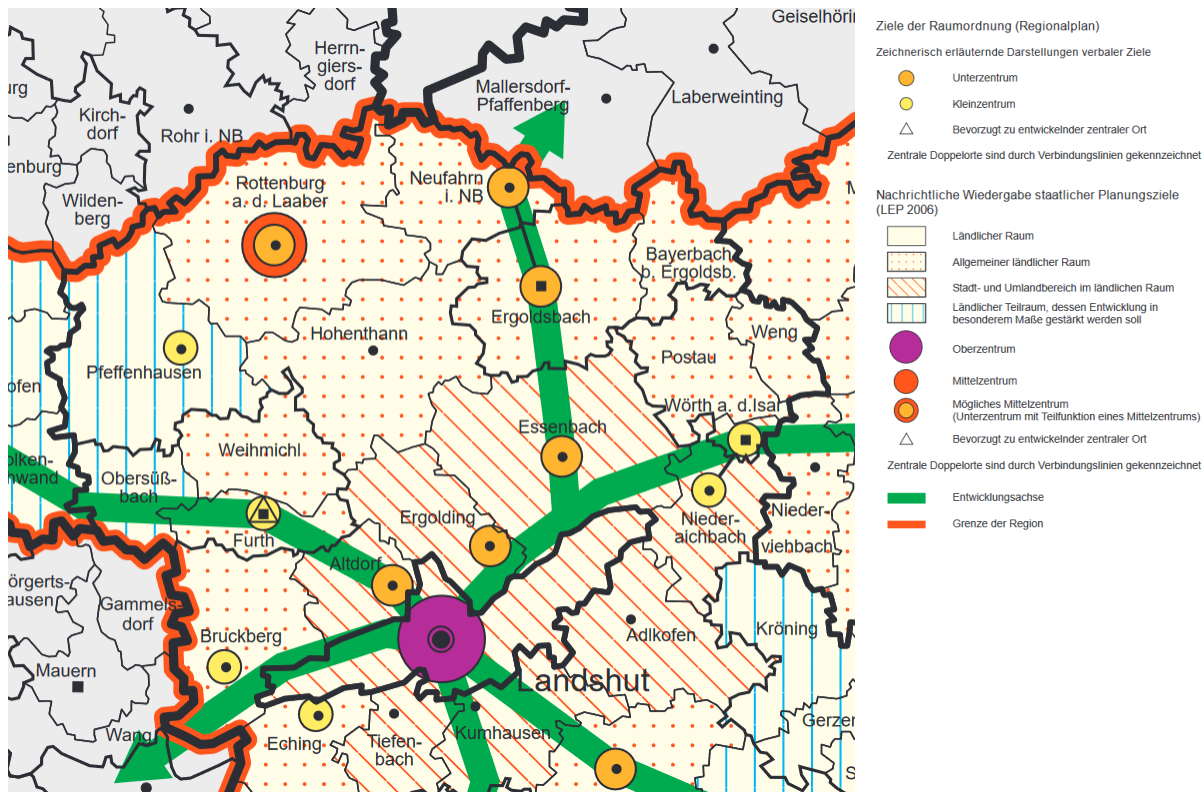 Geiselhörin
Herrn-
giers-
dorf
Mallersdorf-
Pfaffenberg
Laberweinting
urg
Kirch-
dorf
Rohr i. NB
enburg
Wilden-
berg
Rottenburg
a. d. Laaber
Neufahrn
i. NB
Bayerbach
b. Ergoldsb.
Ergoldsbach
Hohenthann
Weng
Postau
Pfeffenhausen
ofen
Wörth a. d.Isar
Essenbach
Weihmichl
olken-
hwand
Obersüß-
bach
Ergolding
Nieder-
aichbach
Nieder-
viehbach
Furth
Altdorf
örgerts-
ausen
Gammels-
dorf
Bruckberg
Adlkofen
Kröning
Mauern
Landshut
Wang
Eching
Tiefen-
bach
Kumhausen
Gerzen
S
Ziele der Raumordnung (Regionalplan)
Zeichnerisch erläuternde Darstellungen verbaler Ziele
Unterzentrum
Kleinzentrum
Bevorzugt zu entwickelnder zentraler Ort
Zentrale Doppelorte sind durch Verbindungslinien gekennzeichnet
Nachrichtliche Wiedergabe staatlicher Planungsziele
(LEP 2006)
Ländlicher Raum
Allgemeiner ländlicher Raum
Stadt- und Umlandbereich im ländlichen Raum
Ländlicher Teilraum, dessen Entwicklung in
besonderem Maße gestärkt werden soll
Oberzentrum
Mittelzentrum
Mögliches Mittelzentrum
(Unterzentrum mit Teilfunktion eines Mittelzentrums)
Bevorzugt zu entwickelnder zentraler Ort
Zentrale Doppelorte sind durch Verbindungslinien gekennzeichnet
Entwicklungsachse
Grenze der Region